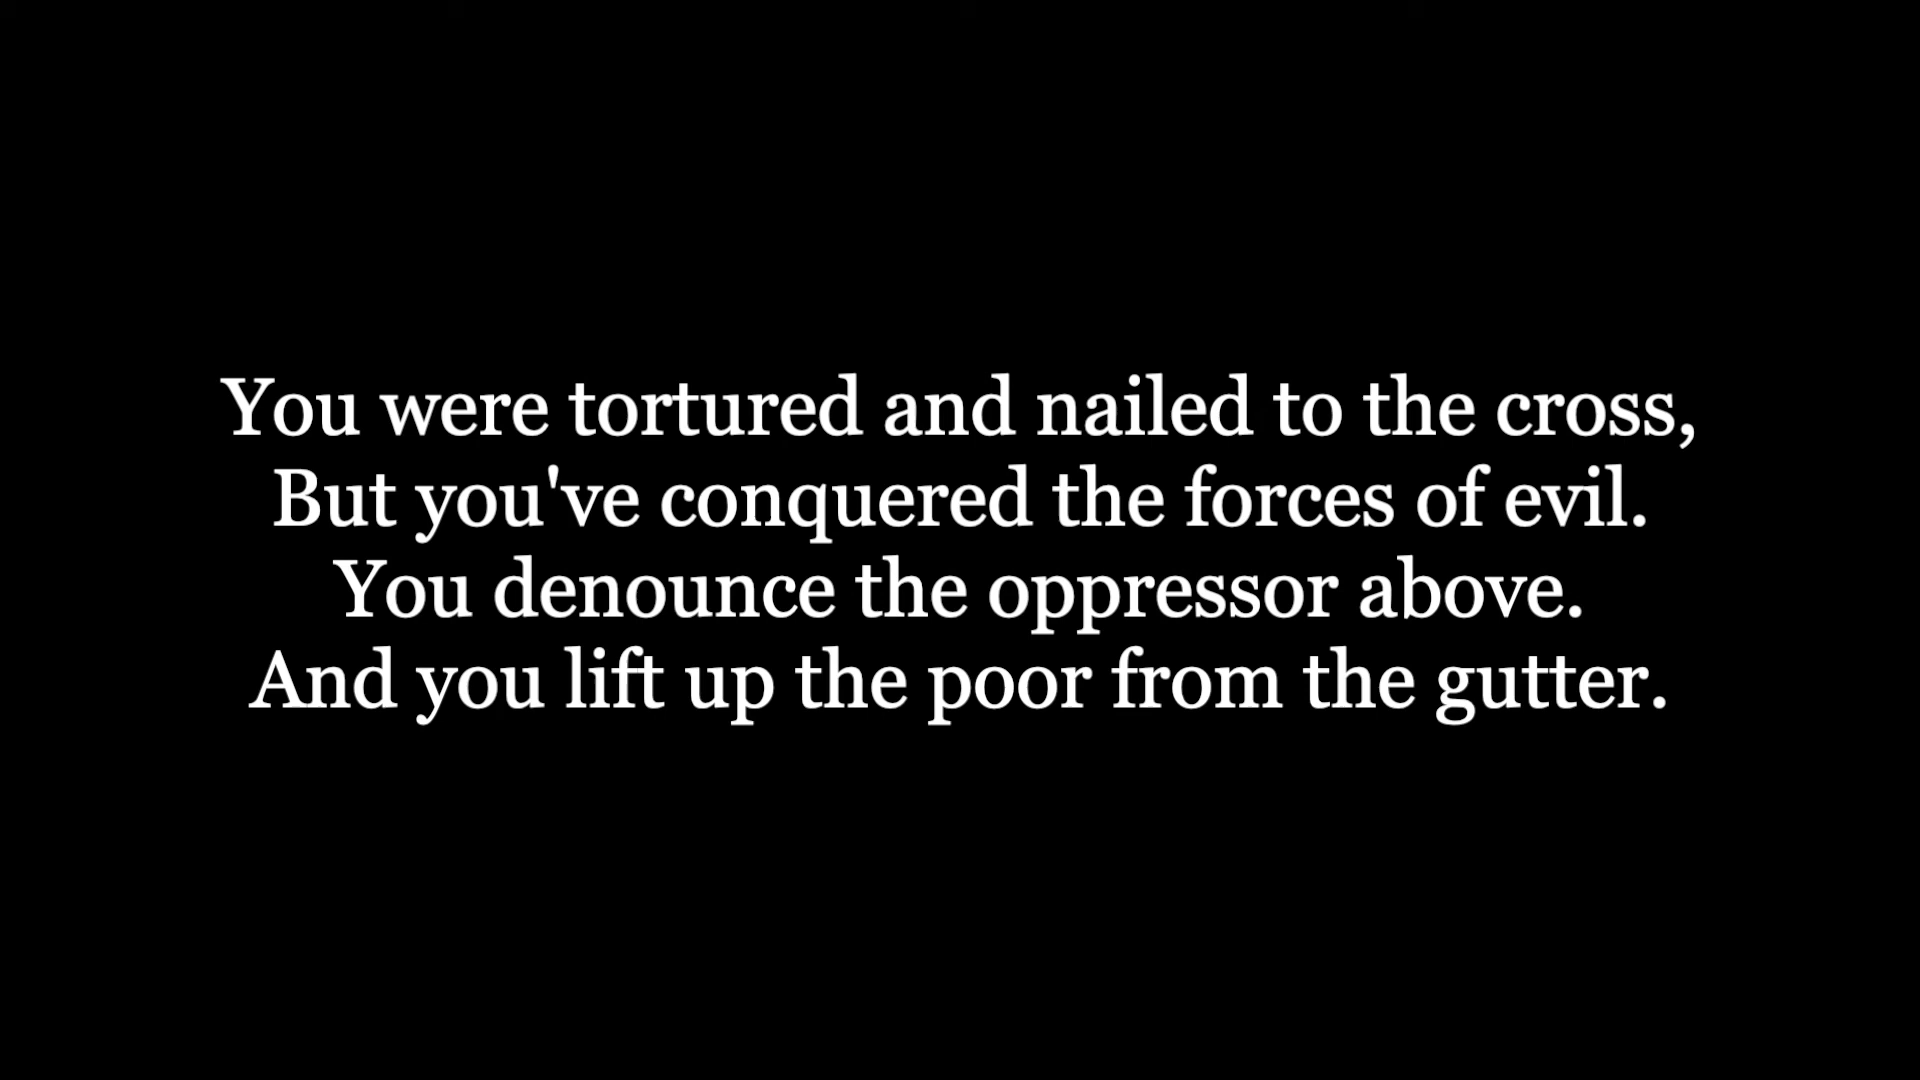 You were tortured and nailed to the cross,
But you've conquered the forces of evil.
You denounce the oppressor above.
And you lift up the poor from the gutter.